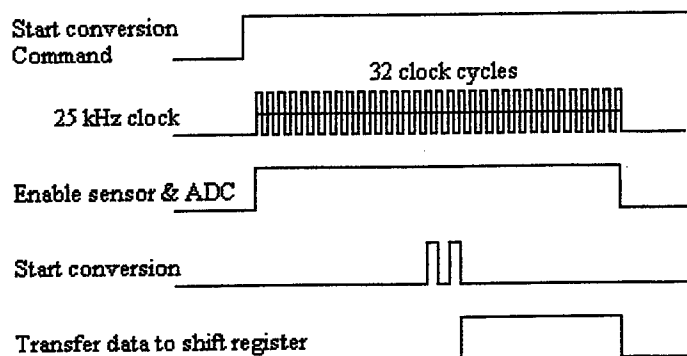 Start conversion
Command
32 clock cycles
25 kHz clock
Enable sensor & ADC
Start conversion
Transfer data to shift register